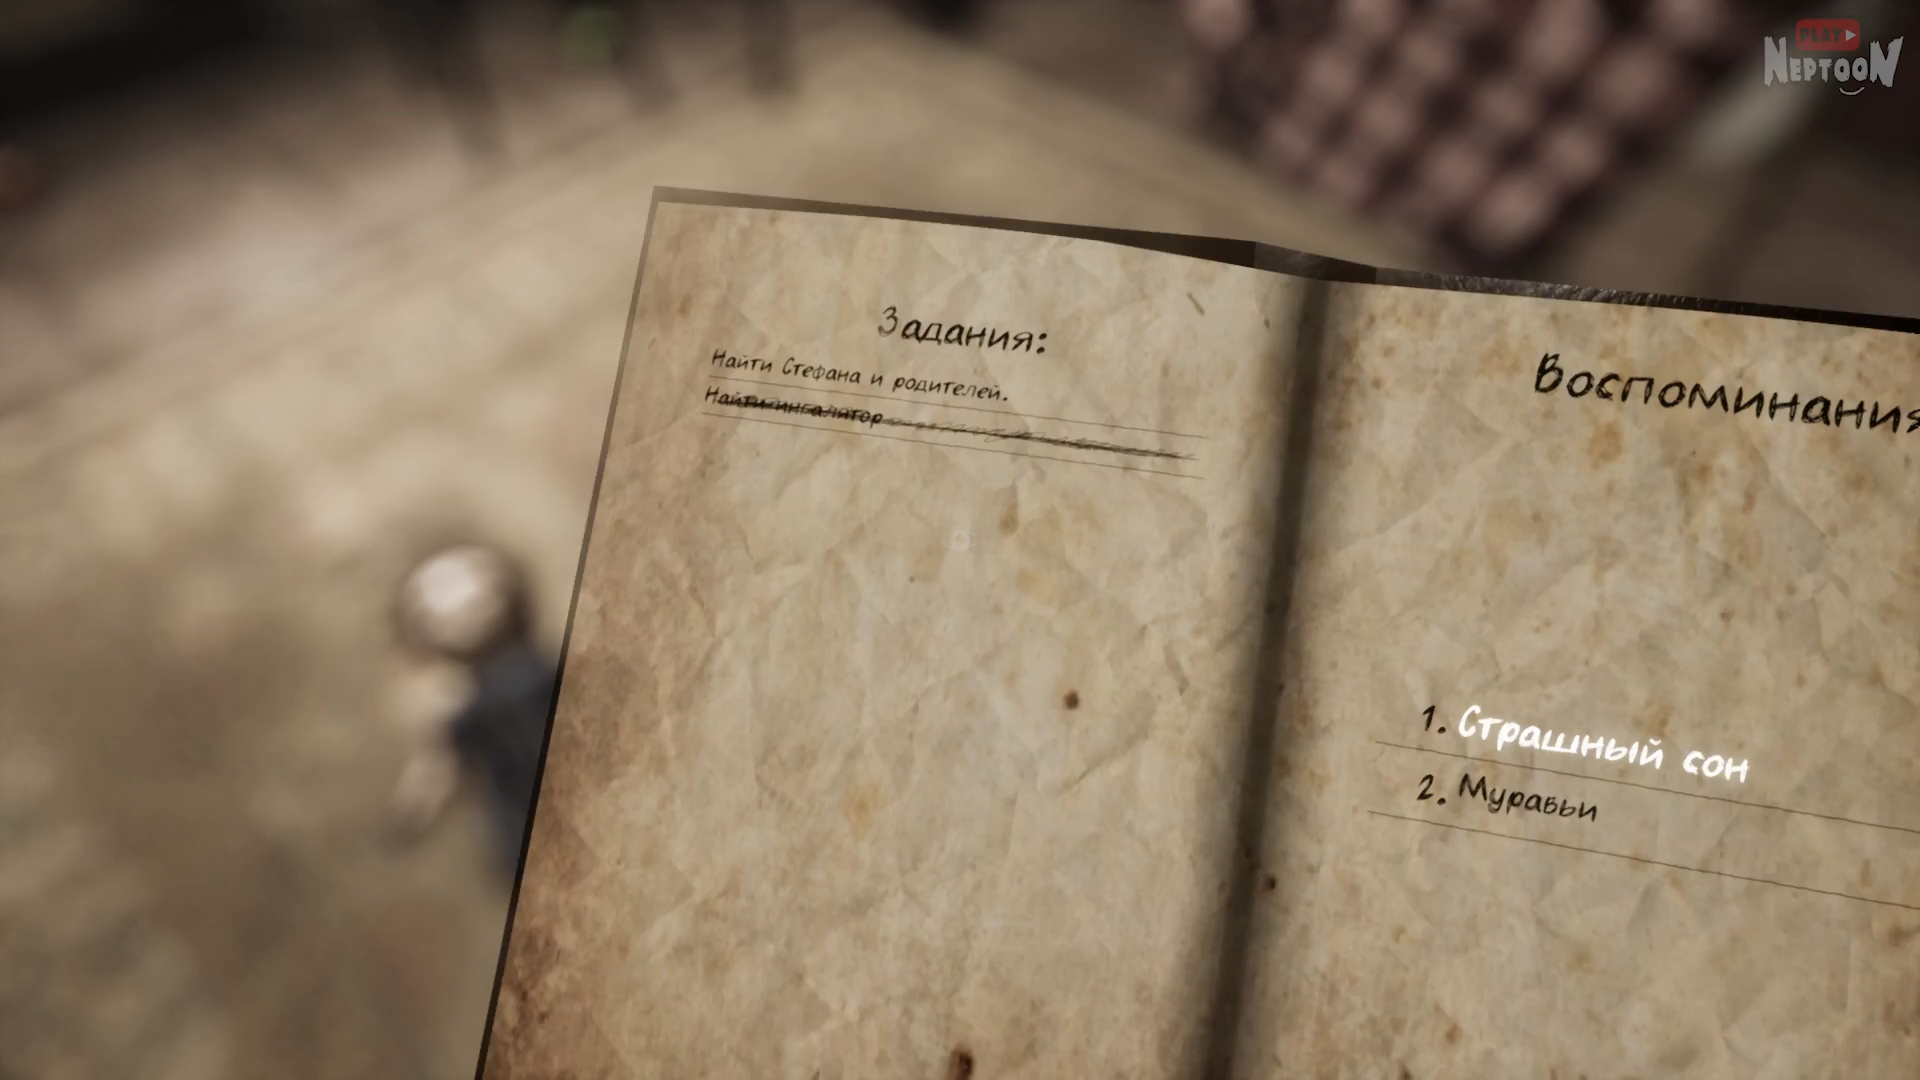 PLAY
NEPTOON
Задания:
Найти Стефана и родителей.
Найти ингалятор
Воспоминания
1. Страшный сон
2. Муравьи